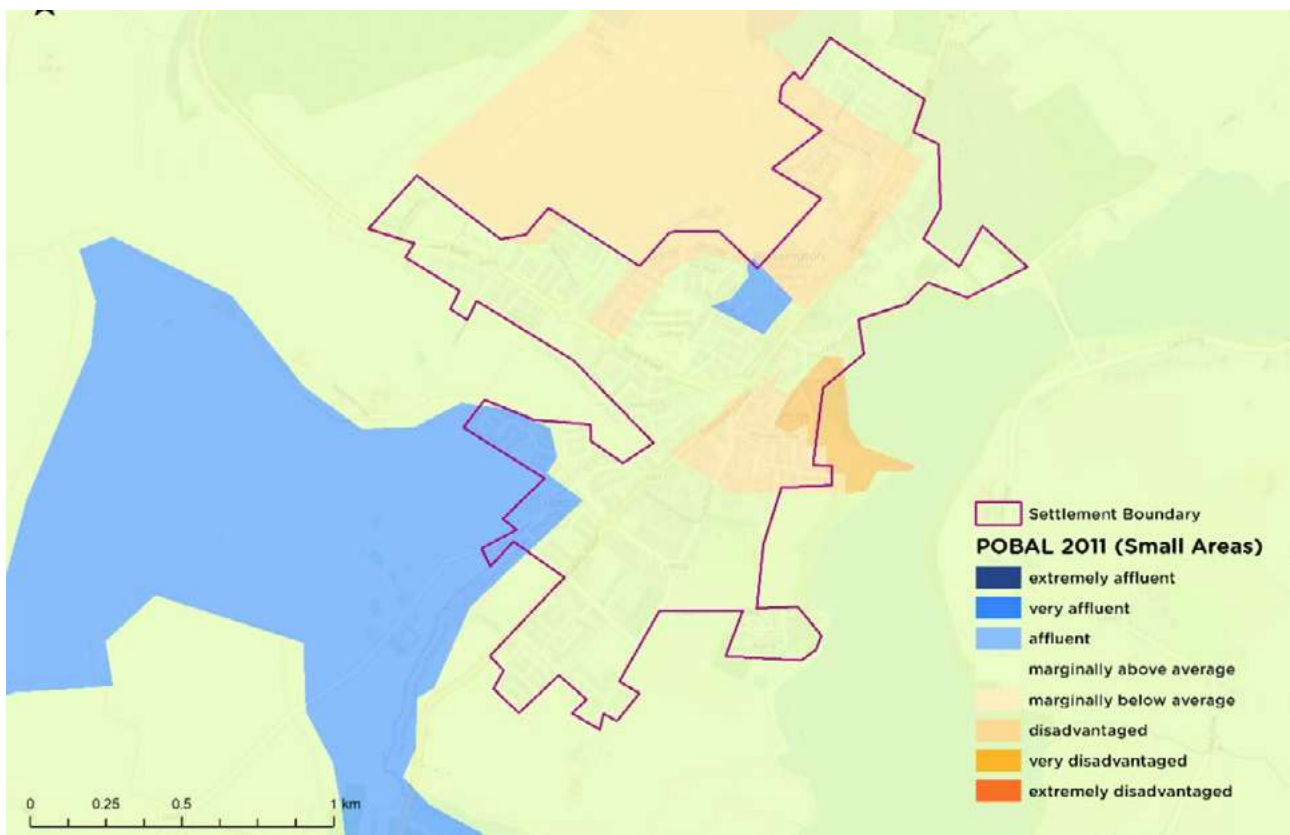 Settlement Boundary
POBAL 2011 (Small Areas)
extremely affluent
very affluent
affluent
marginally above average
marginally below average
disadvantaged
very disadvantaged
extremely disadvantaged
0 0.25 0.5 1 km